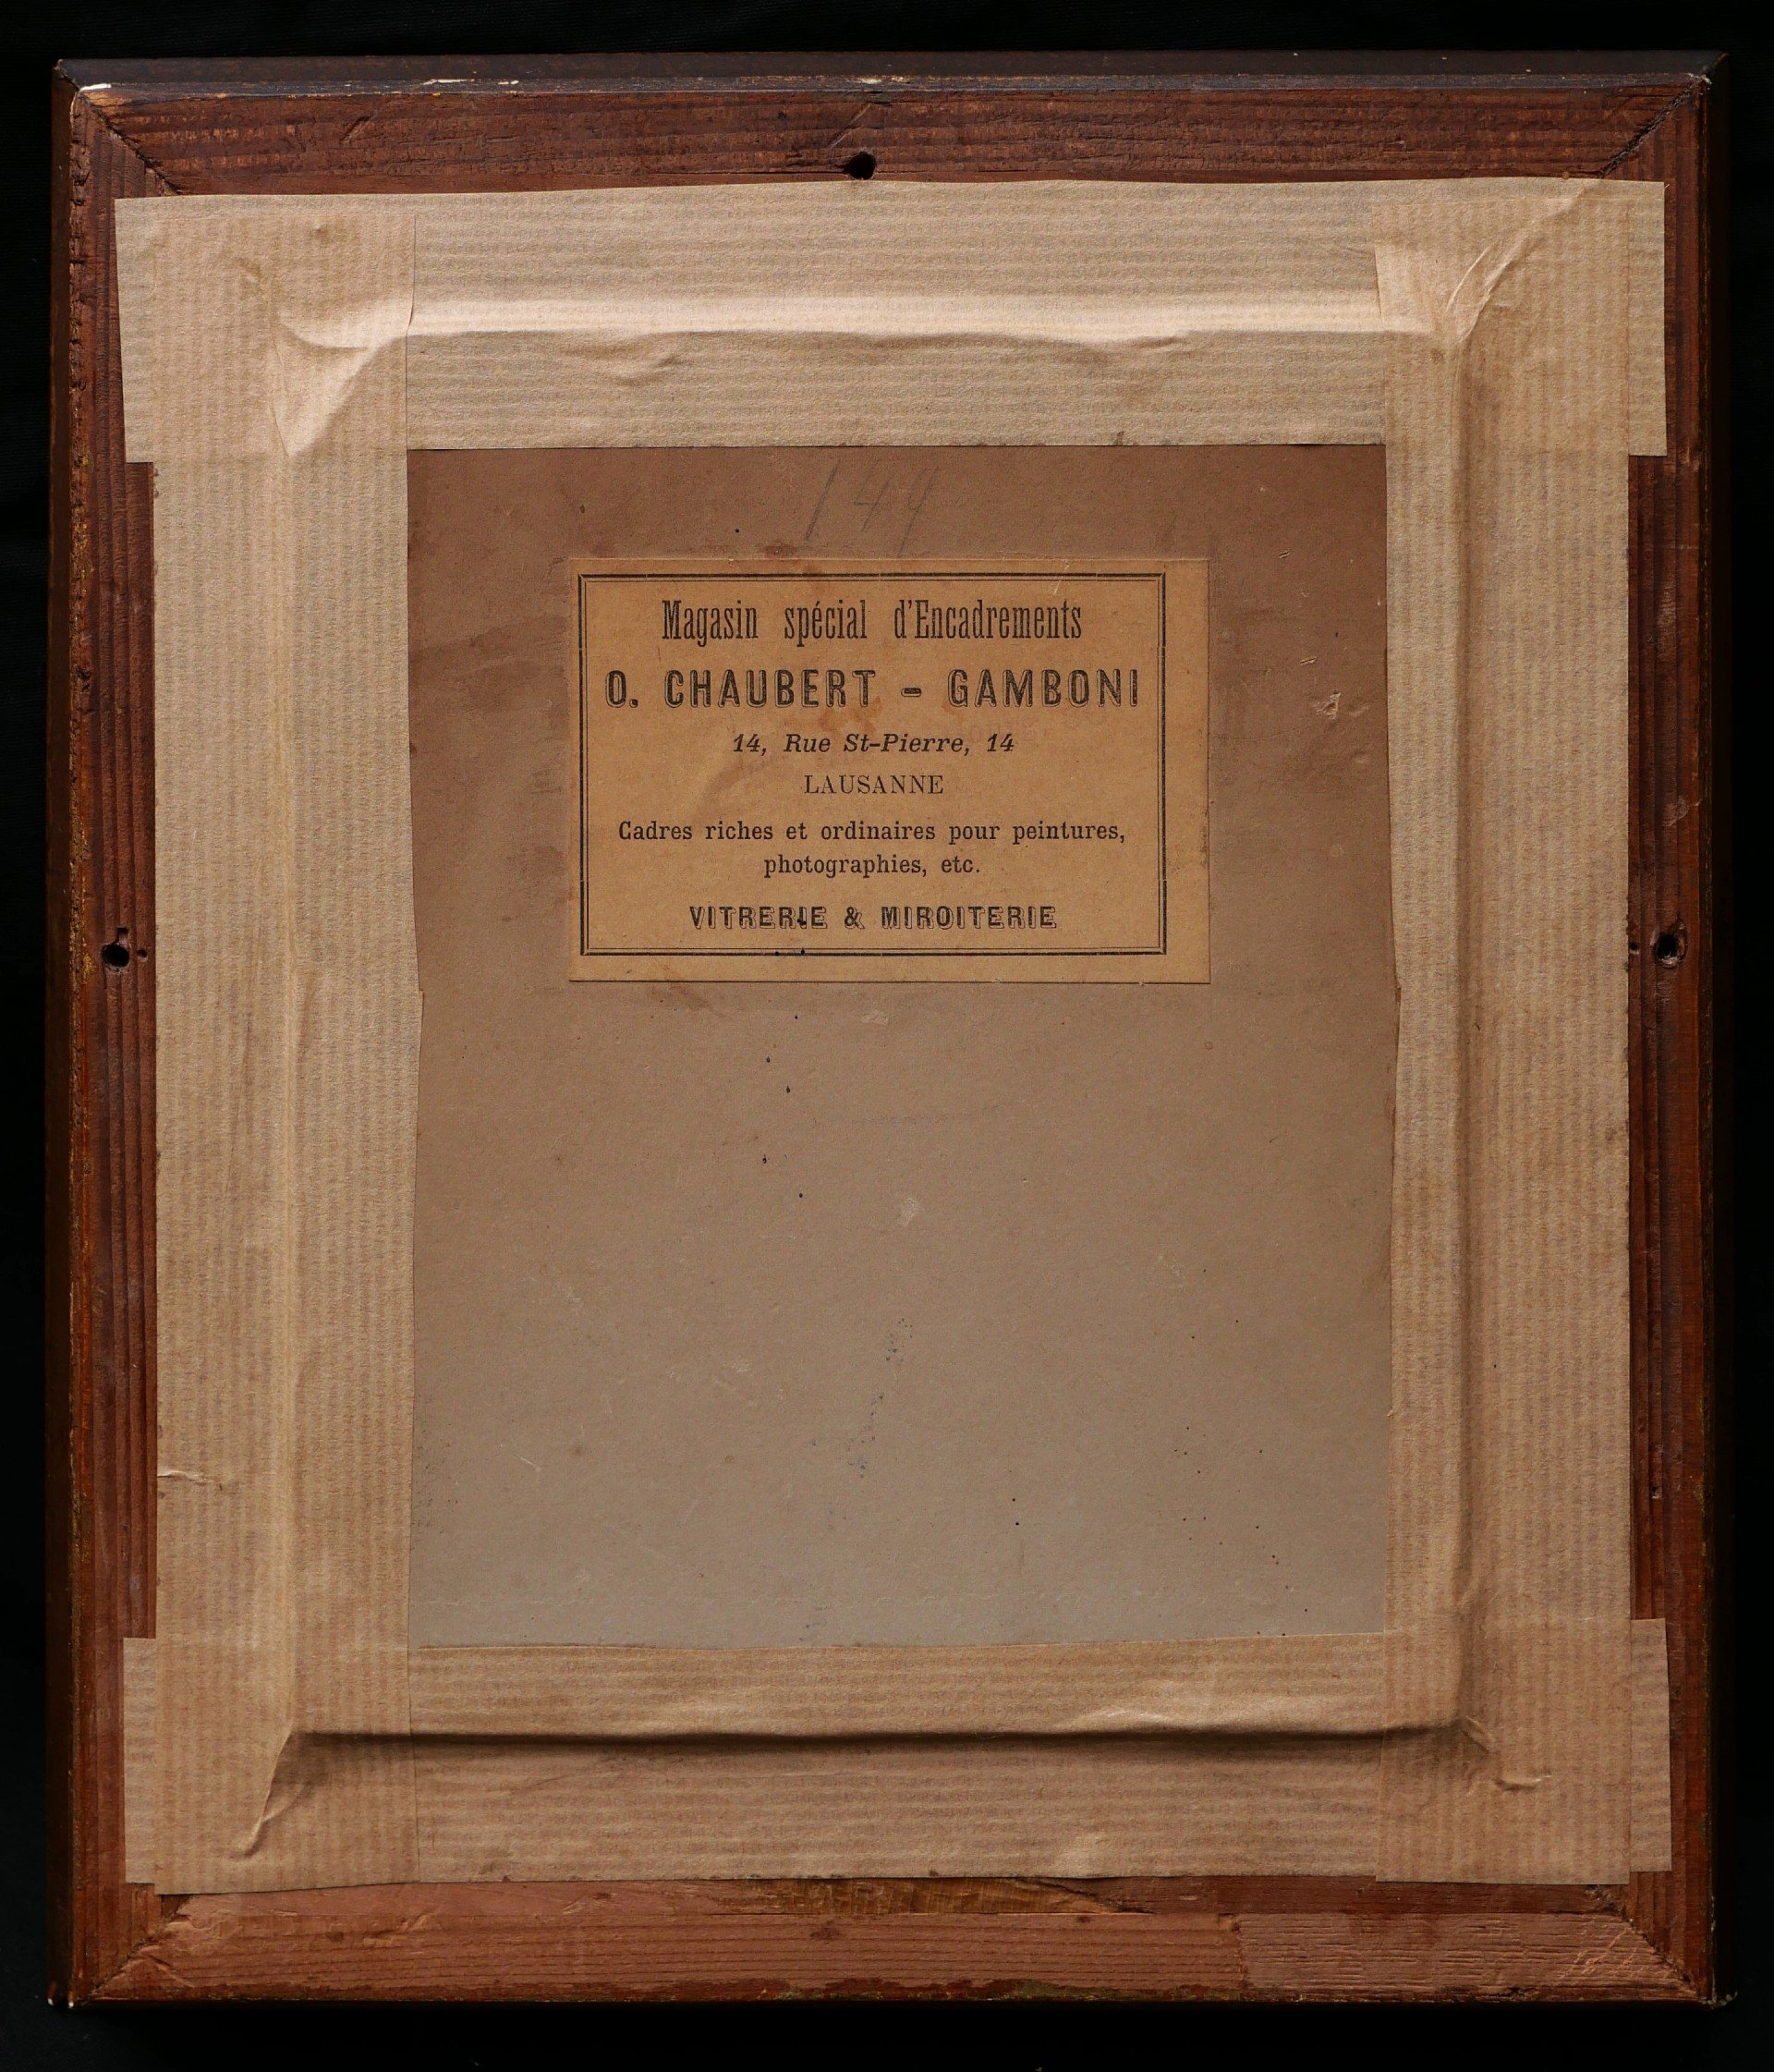 149
Magasin spécial d'Encadrements
O. CHAUBERT - GAMBONI
14, Rue St-Pierre, 14
LAUSANNE
Cadres riches et ordinaires pour peintures,
photographies, etc.
VITRERIE & MIROITERIE